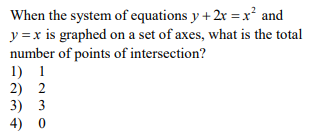 When the system of equations y + 2x = x² and
y = x is graphed on a set of axes, what is the total
number of points of intersection?
1) 1
2) 2
3) 3
4) 0